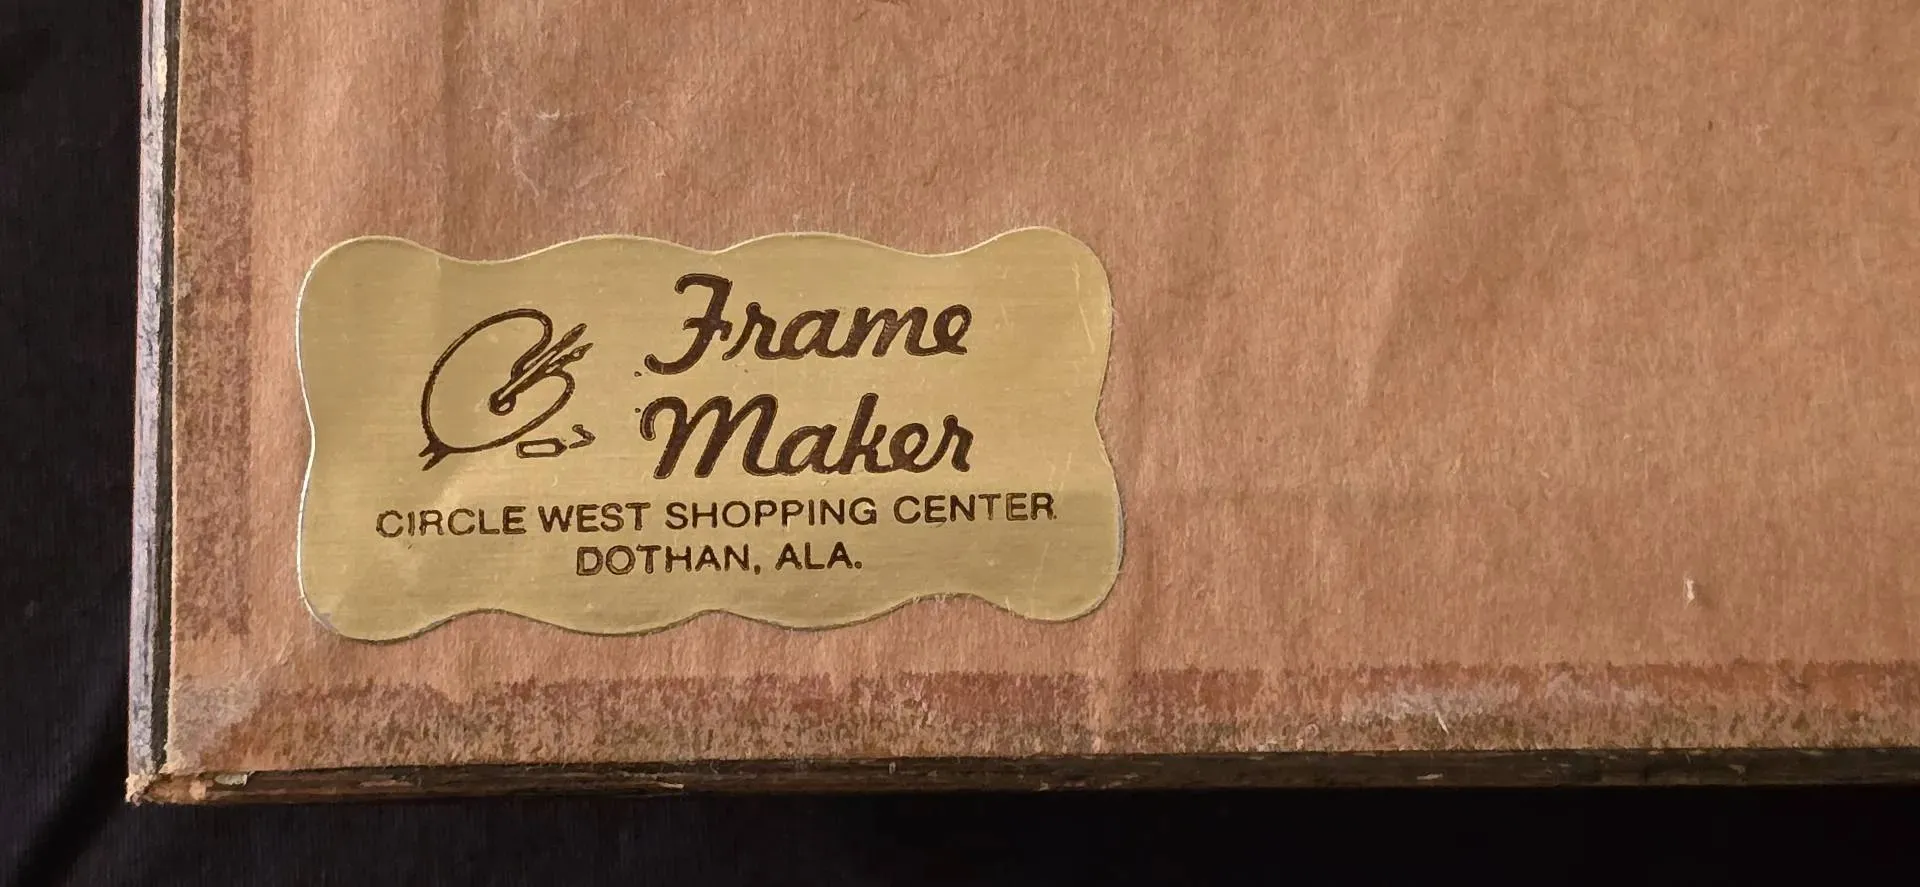 Frame
Maker
CIRCLE WEST SHOPPING CENTER
DOTHAN, ALA.